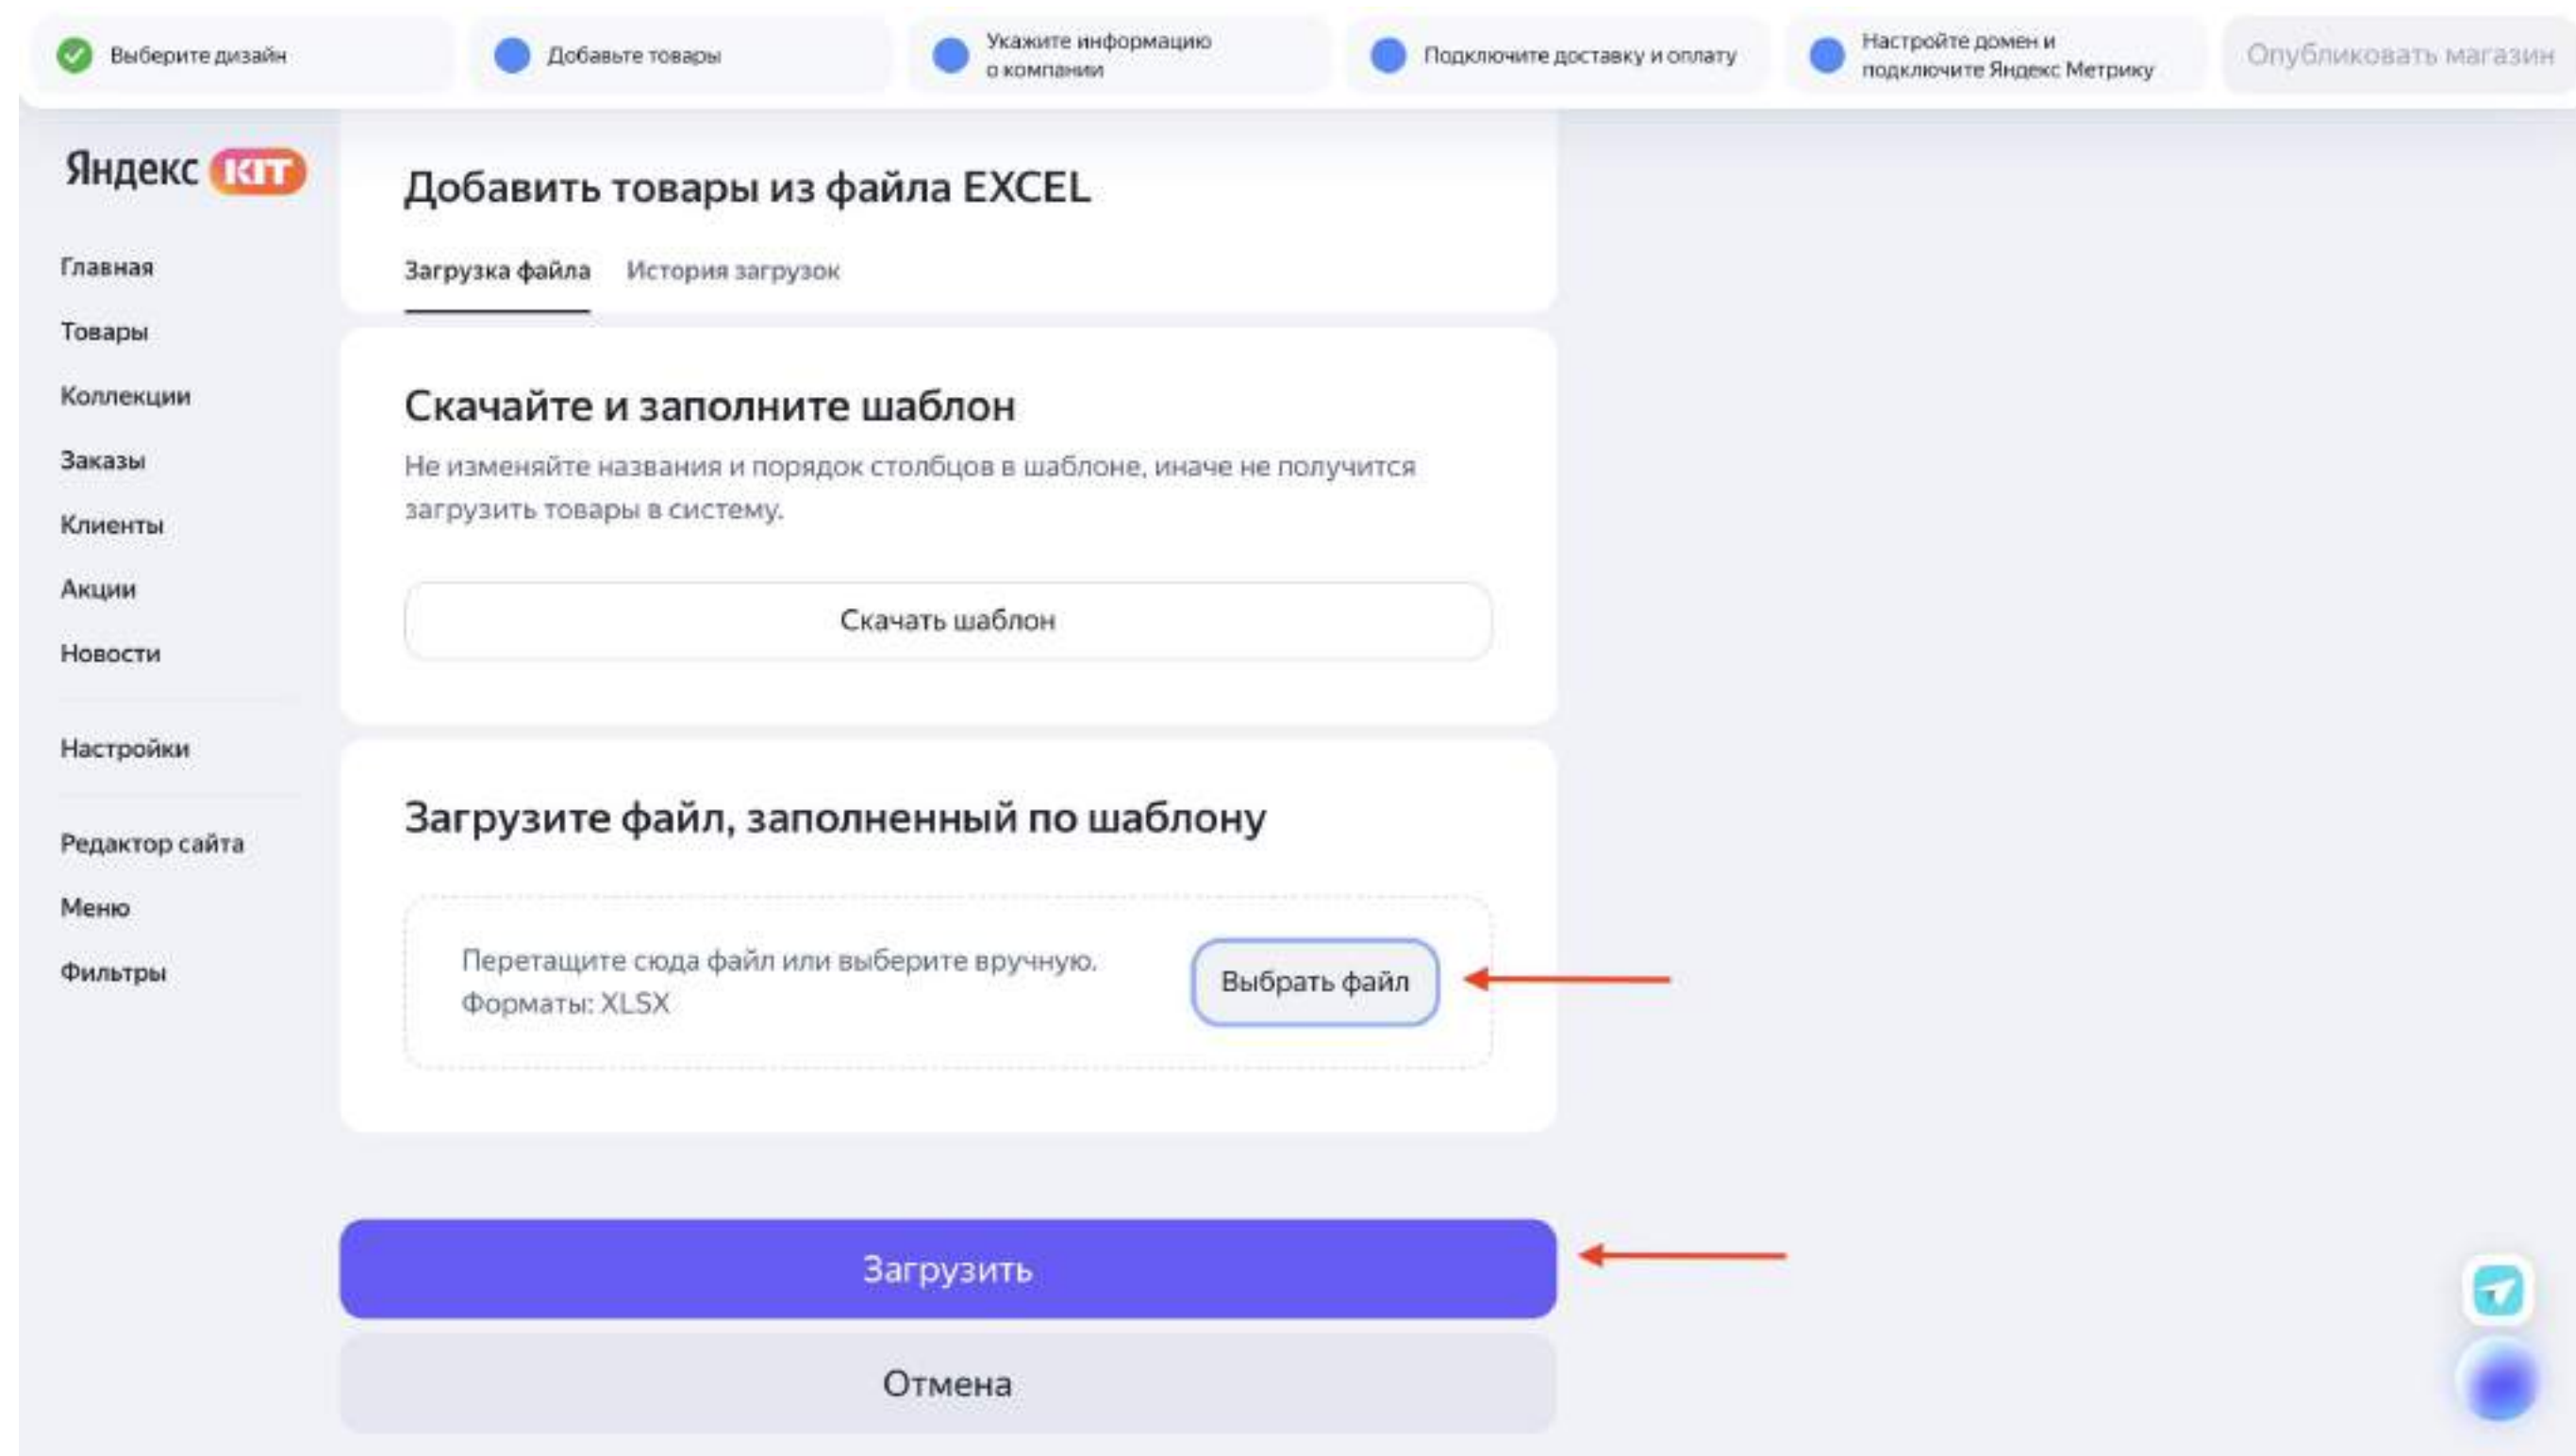 Выберите дизайн
Добавьте товары
Укажите информацию
о компании
Подключите доставку и оплату
Настройте домен и
подключите Яндекс Метрику
Опубликовать магазин
Яндекс КІТ
Главная
Товары
Коллекции
Заказы
Клиенты
Акции
Новости
Настройки
Редактор сайта
Меню
Фильтры
Добавить товары из файла EXCEL
Загрузка файла История загрузок
Скачайте и заполните шаблон
Не изменяйте названия и порядок столбцов в шаблоне, иначе не получится
загрузить товары в систему.
Скачать шаблон
Загрузите файл, заполненный по шаблону
Перетащите сюда файл или выберите вручную.
Форматы: XLSX
Выбрать файл
Загрузить
Отмена